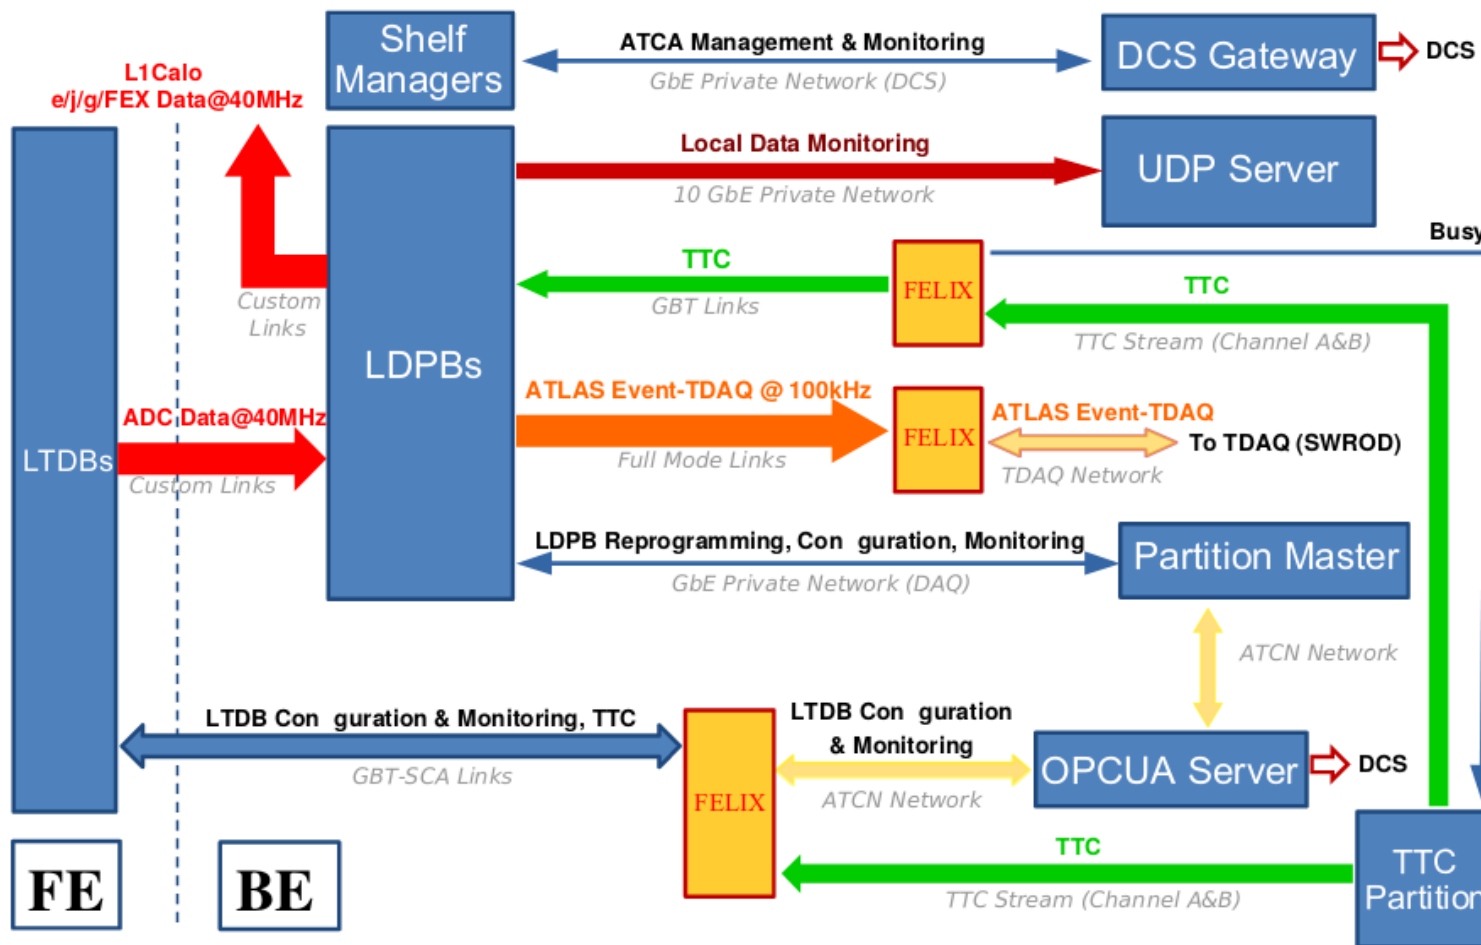 Shelf
Managers
ATCA Management & Monitoring
GbE Private Network (DCS)
DCS Gateway
DCS
L1Calo
e/j/g/FEX Data@40MHz
Local Data Monitoring
10 GbE Private Network
UDP Server
Busy
Custom
Links
LDPBs
TTC
GBT Links
FELIX
TTC
TTC Stream (Channel A&B)
ADC Data@40MHz
LTDBs
Custom Links
ATLAS Event-TDAQ @ 100kHz
Full Mode Links
FELIX
ATLAS Event-TDAQ
To TDAQ (SWROD)
TDAQ Network
LDPB Reprogramming, Con guration, Monitoring
GbE Private Network (DAQ)
Partition Master
ATCN Network
LTDB Con guration & Monitoring, TTC
GBT-SCA Links
FELIX
LTDB Con guration
& Monitoring
ATCN Network
OPCUA Server
DCS
TTC
TTC Stream (Channel A&B)
TTC
Partition
FE
BE